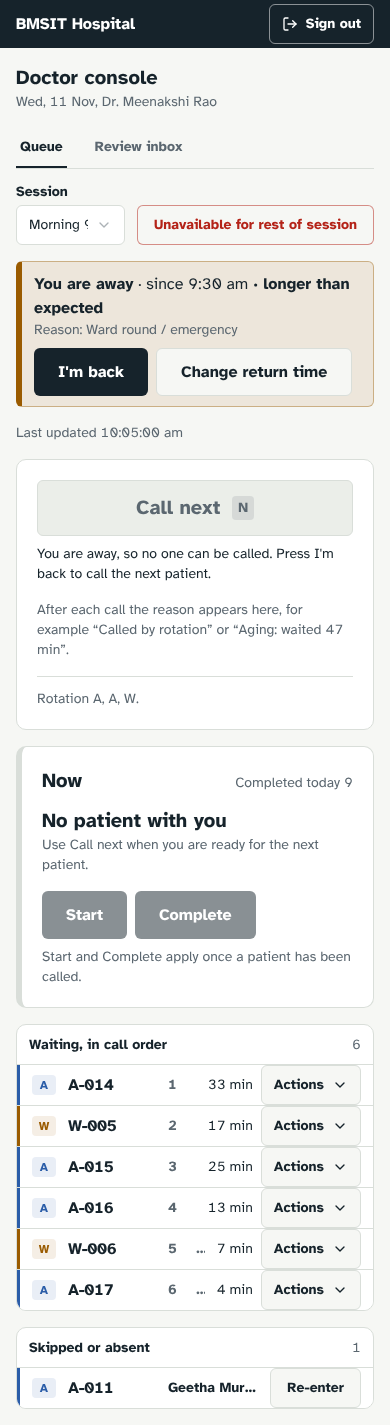 BMSIT Hospital
Sign out
Doctor console
Wed, 11 Nov, Dr. Meenakshi Rao
Queue
Review inbox
Session
Morning
Unavailable for rest of session
You are away · since 9:30 am • longer than
expected
Reason: Ward round / emergency
I'm back
Change return time
Last updated 10:05:00 am
Call next N
You are away, so no one can be called. Press I'm
back to call the next patient.
After each call the reason appears here, for
example “Called by rotation” or “Aging: waited 47
min”.
Rotation A, A, W.
Now
Completed today 9
No patient with you
Use Call next when you are ready for the next
patient.
Start
Complete
Start and Complete apply once a patient has been
called.
Waiting, in call order 6
A A-014 1 33 min Actions
W W-005 2 17 min Actions
A A-015 3 25 min Actions
A A-016 4 13 min Actions
W W-006 5 ... 7 min Actions
A A-017 6 ... 4 min Actions
Skipped or absent 1
A A-011 Geetha Mur... Re-enter